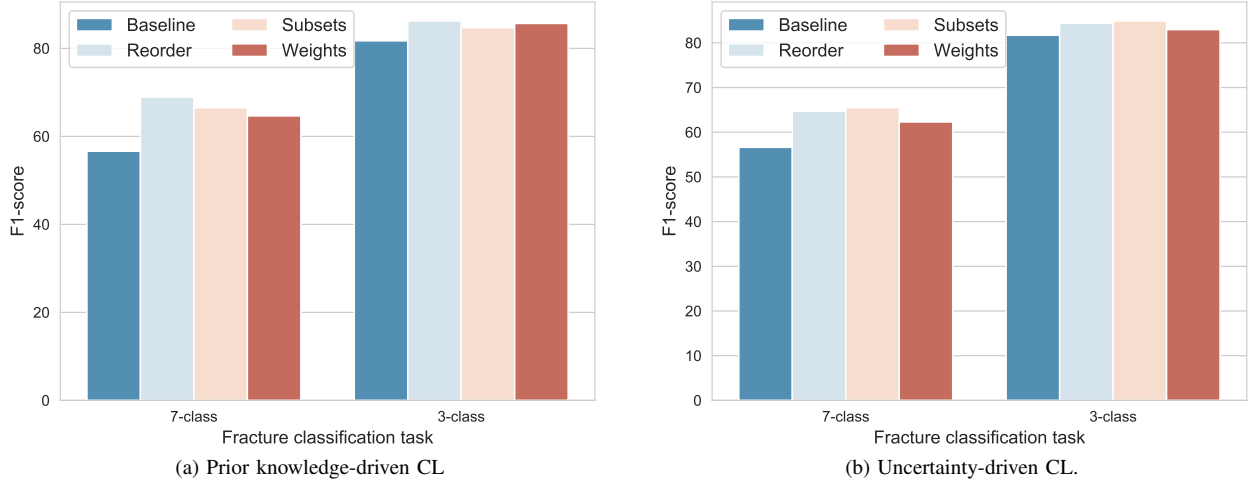 Baseline
Subsets
Reorder
Weights
80
60
40
20
0
F1-score
7-class
3-class
Fracture classification task
(a) Prior knowledge-driven CL
Baseline
Subsets
Reorder
Weights
80
70
60
50
40
30
20
10
0
F1-score
7-class
3-class
Fracture classification task
(b) Uncertainty-driven CL.